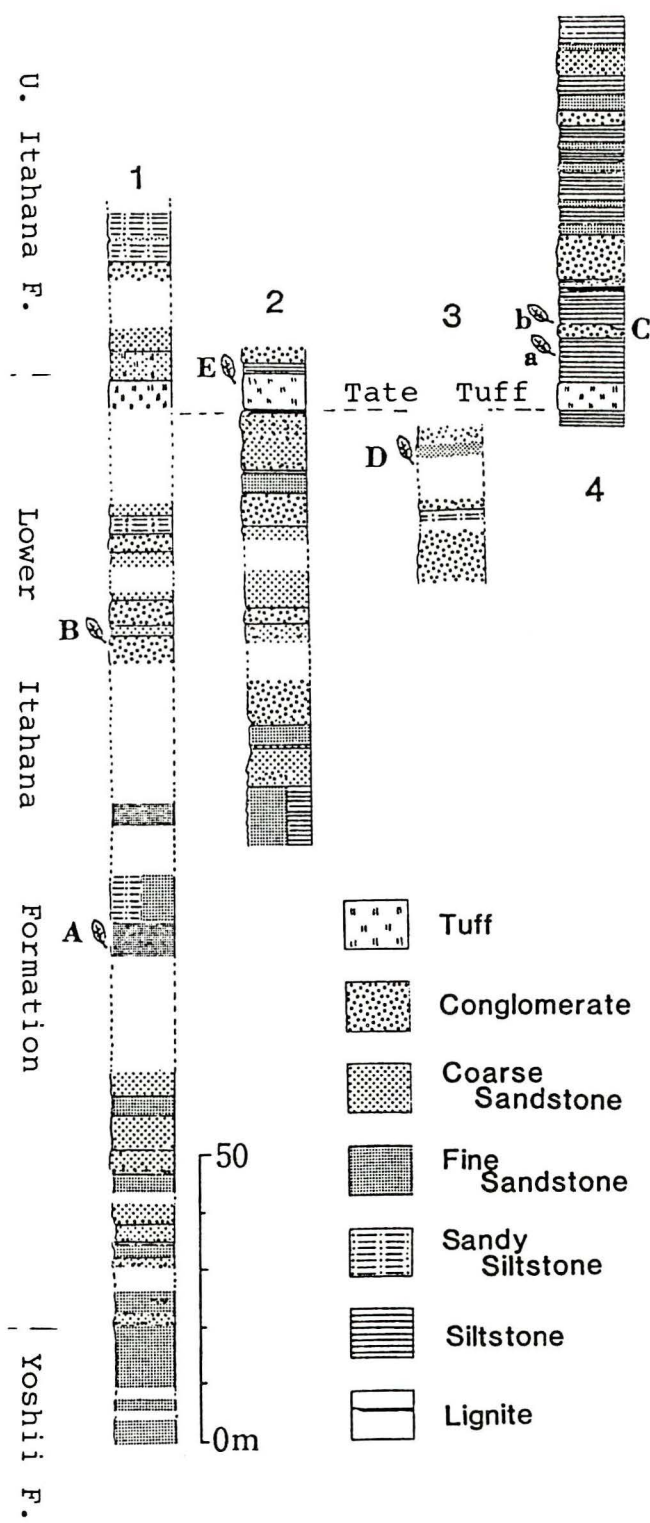 U. Itahana F.
Lower Itahana Formation
Yoshii F.
1
2
3
4
E
b
C
a
Tate Tuff
D
B
A
50
0m
Tuff
Conglomerate
Coarse
Sandstone
Fine
Sandstone
Sandy
Siltstone
Siltstone
Lignite